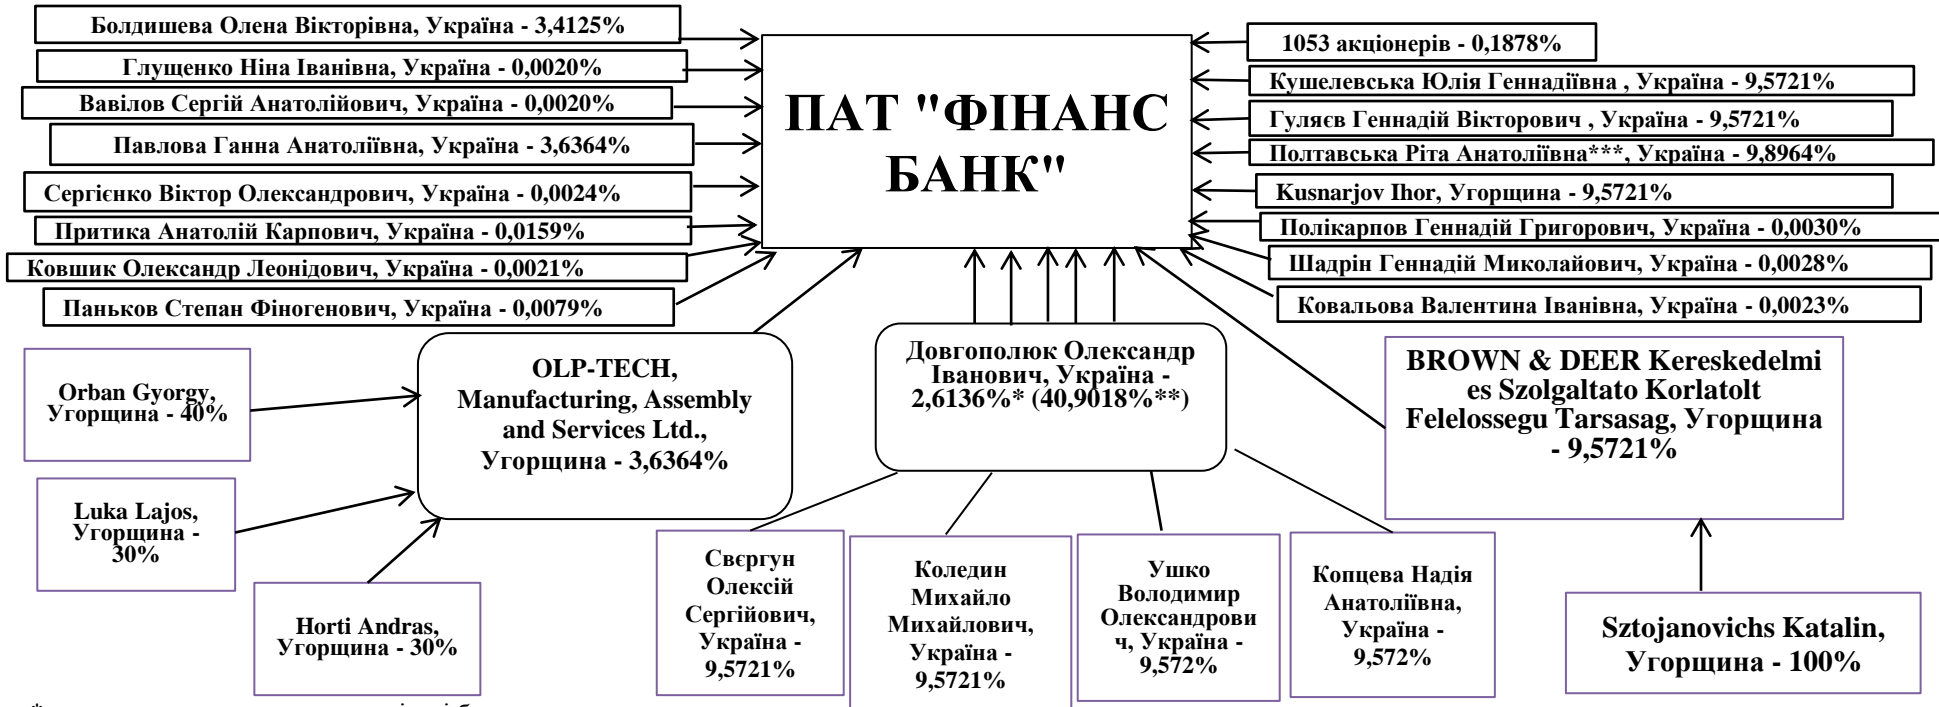 Болдишева Олена Вікторівна, Україна - 3,4125%
Глущенко Ніна Іванівна, Україна - 0,0020%
Вавілов Сергій Анатолійович, Україна - 0,0020%
Павлова Ганна Анатоліївна, Україна - 3,6364%
Сергієнко Віктор Олександрович, Україна - 0,0024%
Притика Анатолій Карпович, Україна - 0,0159%
Ковшик Олександр Леонідович, Україна - 0,0021%
Паньков Степан Фіногенович, Україна - 0,0079%
ПАТ "ФІНАНС
БАНК"
1053 акціонерів - 0,1878%
Кушелевська Юлія Геннадіївна , Україна - 9,5721%
Гуляєв Геннадій Вікторович , Україна - 9,5721%
Полтавська Ріта Анатоліївна***, Україна - 9,8964%
Kusnarjov Ihor, Угорщина - 9,5721%
Полікарпов Геннадій Григорович, Україна - 0,0030%
Шадрін Геннадій Миколайович, Україна - 0,0028%
Ковальова Валентина Іванівна, Україна - 0,0023%
Orban Gyorgy,
Угорщина - 40%
Luka Lajos,
Угорщина -
30%
Horti Andras,
Угорщина - 30%
OLP-TECH,
Manufacturing, Assembly
and Services Ltd.,
Угорщина - 3,6364%
Довгополюк Олександр
Іванович, Україна -
2,6136%* (40,9018%**)
BROWN & DEER Kereskedelmi
es Szolgaltato Korlatolt
Felelossegu Tarsasag, Угорщина
- 9,5721%
Свєргун
Олексій
Сергійович,
Україна -
9,5721%
Коледин
Михайло
Михайлович,
Україна -
9,5721%
Ушко
Володимир
Олександрови
ч, Україна -
9,572%
Копцева Надія
Анатоліївна,
Україна -
9,572%
Sztojanovichs Katalin,
Угорщина - 100%